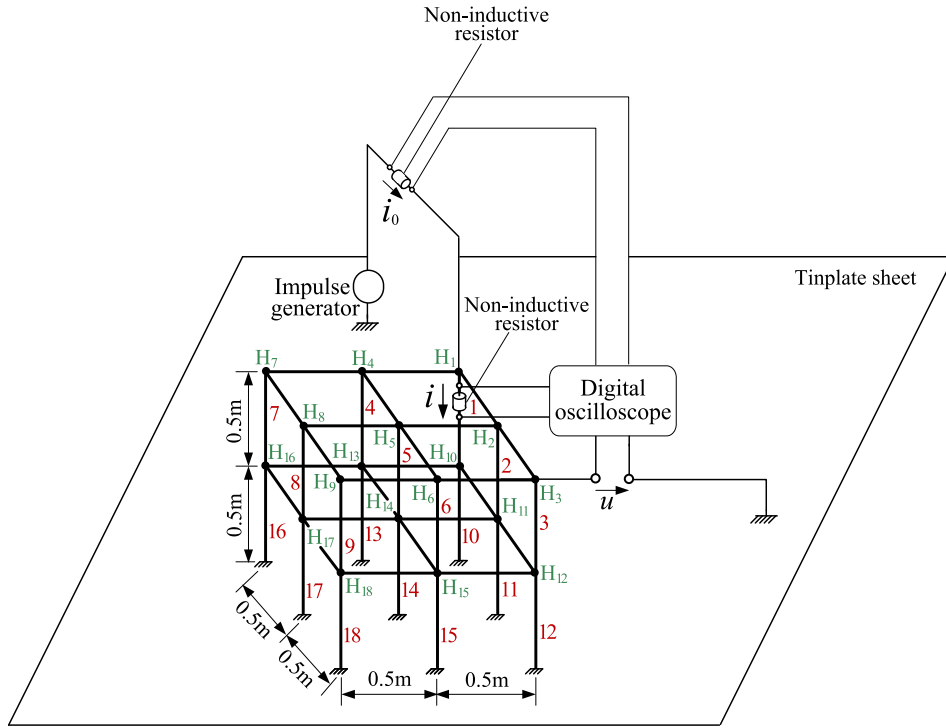 Non-inductive
resistor
i₀
Impulse
generator
Tinplate sheet
Non-inductive
resistor
H₇
H₄
H₁
i
1
Digital
oscilloscope
0.5m
7
4
H₈
H₅
H₂
H₁₆
H₁₃
H₁₀
5
2
8
H₉
H₁₄
H₆
6
H₁₁
H₃
u
0.5m
16
H₁₇
9
13
10
3
17
H₁₈
14
H₁₅
11
H₁₂
0.5m
0.5m
18
15
12
0.5m
0.5m